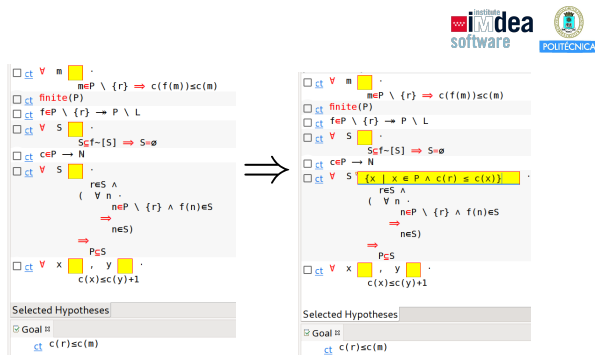 institute
imdea
software
POLITÉCNICA
ct ∀ m ·
m∈P \ {r} ⇒ c(f(m))≤c(m)
ct finite(P)
ct f∈P \ {r} ↠ P \ L
ct ∀ S ·
S⊆f∼[S] ⇒ S=∅
ct c∈P → N
ct ∀ S ·
r∈S ∧
( ∀ n ·
n∈P \ {r} ∧ f(n)∈S
⇒
n∈S)
⇒
P⊆S
ct ∀ x , y ·
c(x)≤c(y)+1
Selected Hypotheses
Goal
ct c(r)≤c(m)
⇒
ct ∀ m ·
m∈P \ {r} ⇒ c(f(m))≤c(m)
ct finite(P)
ct f∈P \ {r} ↠ P \ L
ct ∀ S ·
S⊆f∼[S] ⇒ S=∅
ct c∈P → N
ct ∀ S {x | x ∈ P ∧ c(r) ≤ c(x)} ·
r∈S ∧
( ∀ n ·
n∈P \ {r} ∧ f(n)∈S
⇒
n∈S)
⇒
P⊆S
ct ∀ x , y ·
c(x)≤c(y)+1
Selected Hypotheses
Goal
ct c(r)≤c(m)